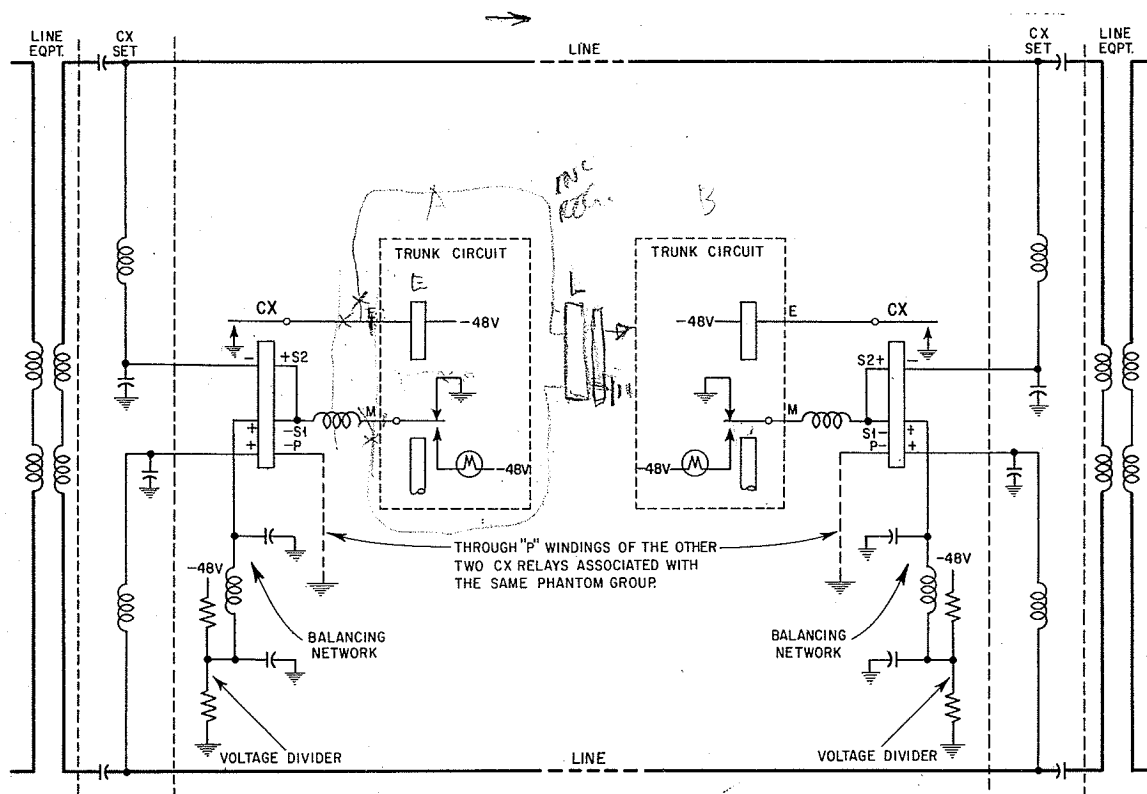 LINE EQPT.
CX SET
LINE
CX SET
LINE EQPT.
A
B
TRUNK CIRCUIT
TRUNK CIRCUIT
E
L
CX
E
-48V
-48V
E
CX
- +S2
S2+ -
M
M
+ -S1
S1- +
+ -P
P- +
-48V
-48V
THROUGH "P" WINDINGS OF THE OTHER
TWO CX RELAYS ASSOCIATED WITH
THE SAME PHANTOM GROUP.
-48V
-48V
BALANCING
NETWORK
BALANCING
NETWORK
VOLTAGE DIVIDER
VOLTAGE DIVIDER
LINE